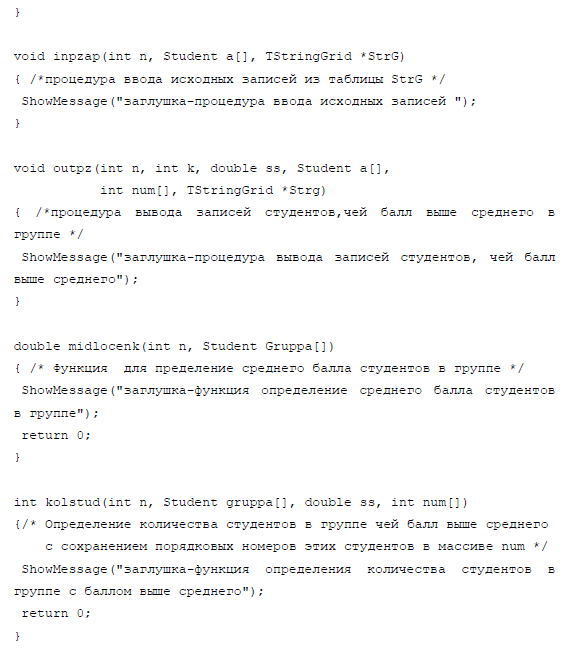 }
void inpzap(int n, Student a[], TStringGrid *StrG)
{ /*процедура ввода исходных записей из таблицы StrG */
ShowMessage("заглушка-процедура ввода исходных записей ");
}
void outpz(int n, int k, double ss, Student a[],
int num[], TStringGrid *Strg)
{ /*процедура вывода записей студентов,чей балл выше среднего в
группе */
ShowMessage("заглушка-процедура вывода записей студентов, чей балл
выше среднего");
}
double midlocenk(int n, Student Gruppa[])
{ /* Функция для пределение среднего балла студентов в группе */
ShowMessage("заглушка-функция определение среднего балла студентов
в группе");
return 0;
}
int kolstud(int n, Student gruppa[], double ss, int num[])
{/* Определение количества студентов в группе чей балл выше среднего
с сохранением порядковых номеров этих студентов в массиве num */
ShowMessage("заглушка-функция определения количества студентов в
группе с баллом выше среднего");
return 0;
}